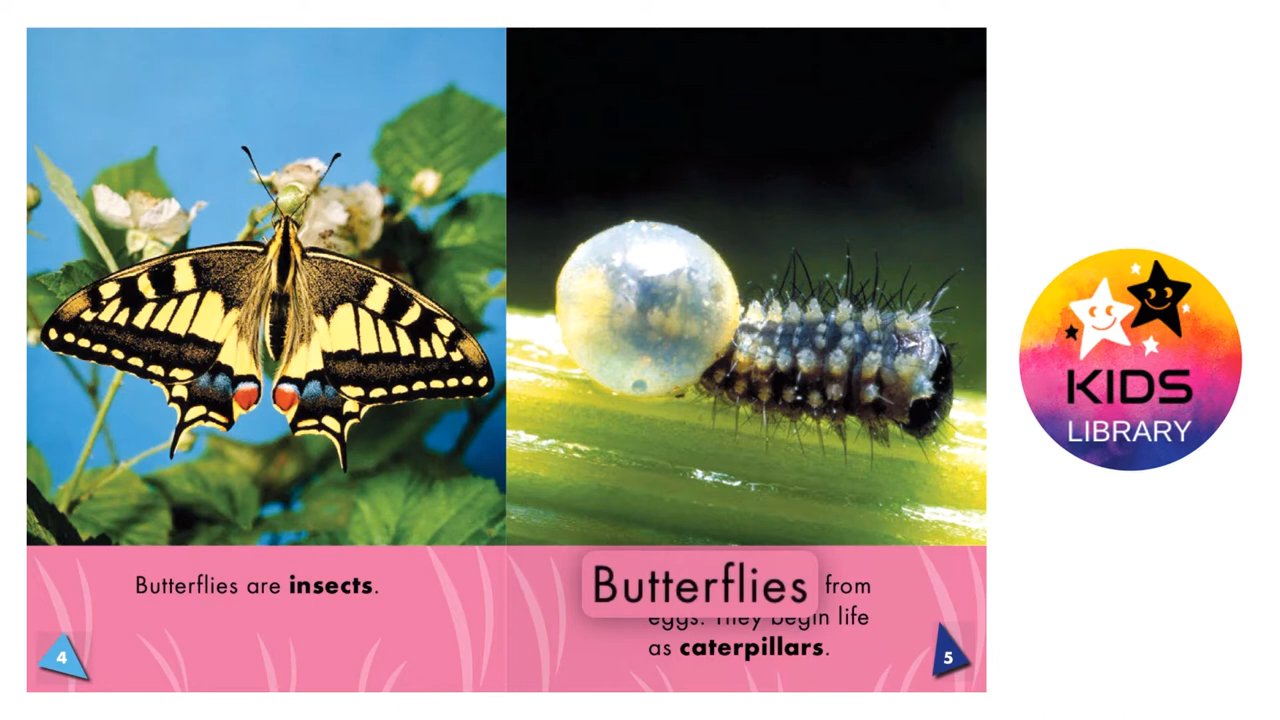 Butterflies are insects.
4
Butterflies from
eggs. They begin life
as caterpillars.
5
KIDS
LIBRARY